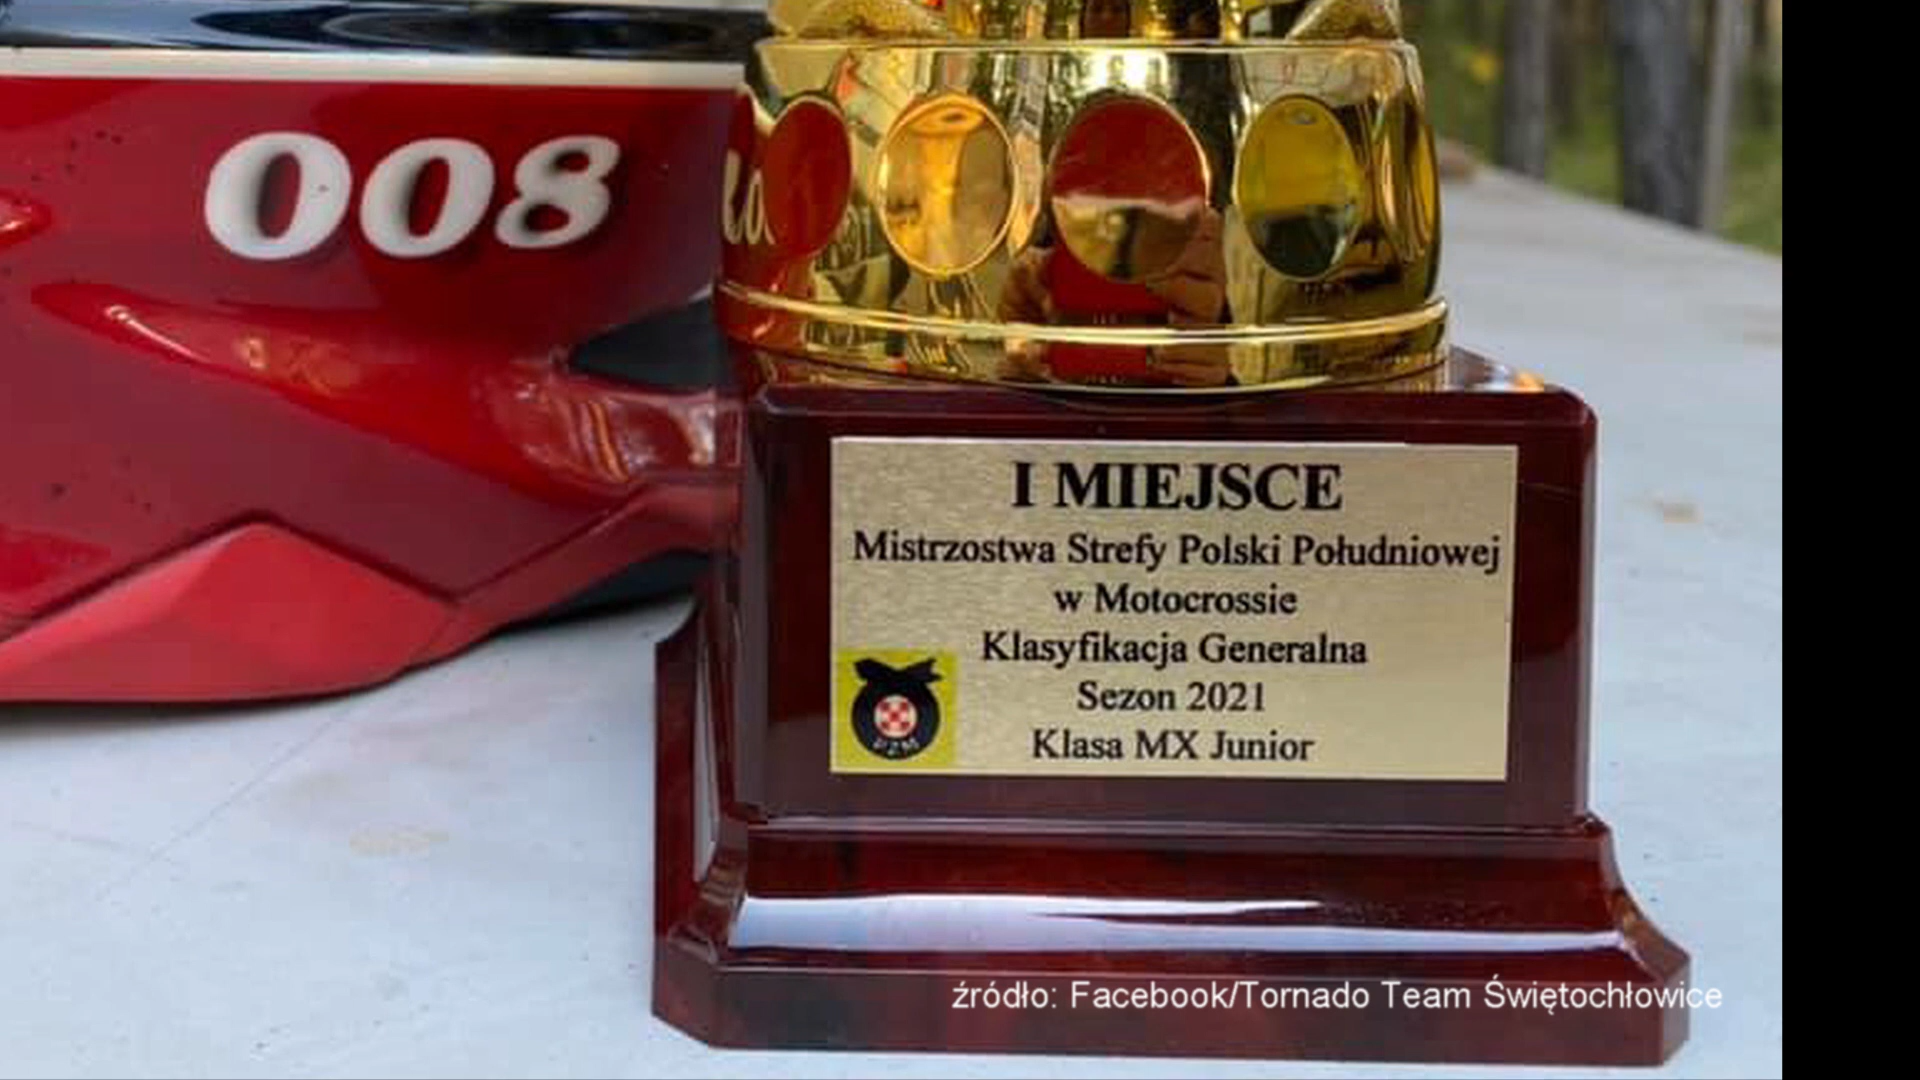 008
I MIEJSCE
Mistrzostwa Strefy Polski Południowej
w Motocrossie
Klasyfikacja Generalna
Sezon 2021
Klasa MX Junior
PZM
źródło: Facebook/Tornado Team Świętochłowice